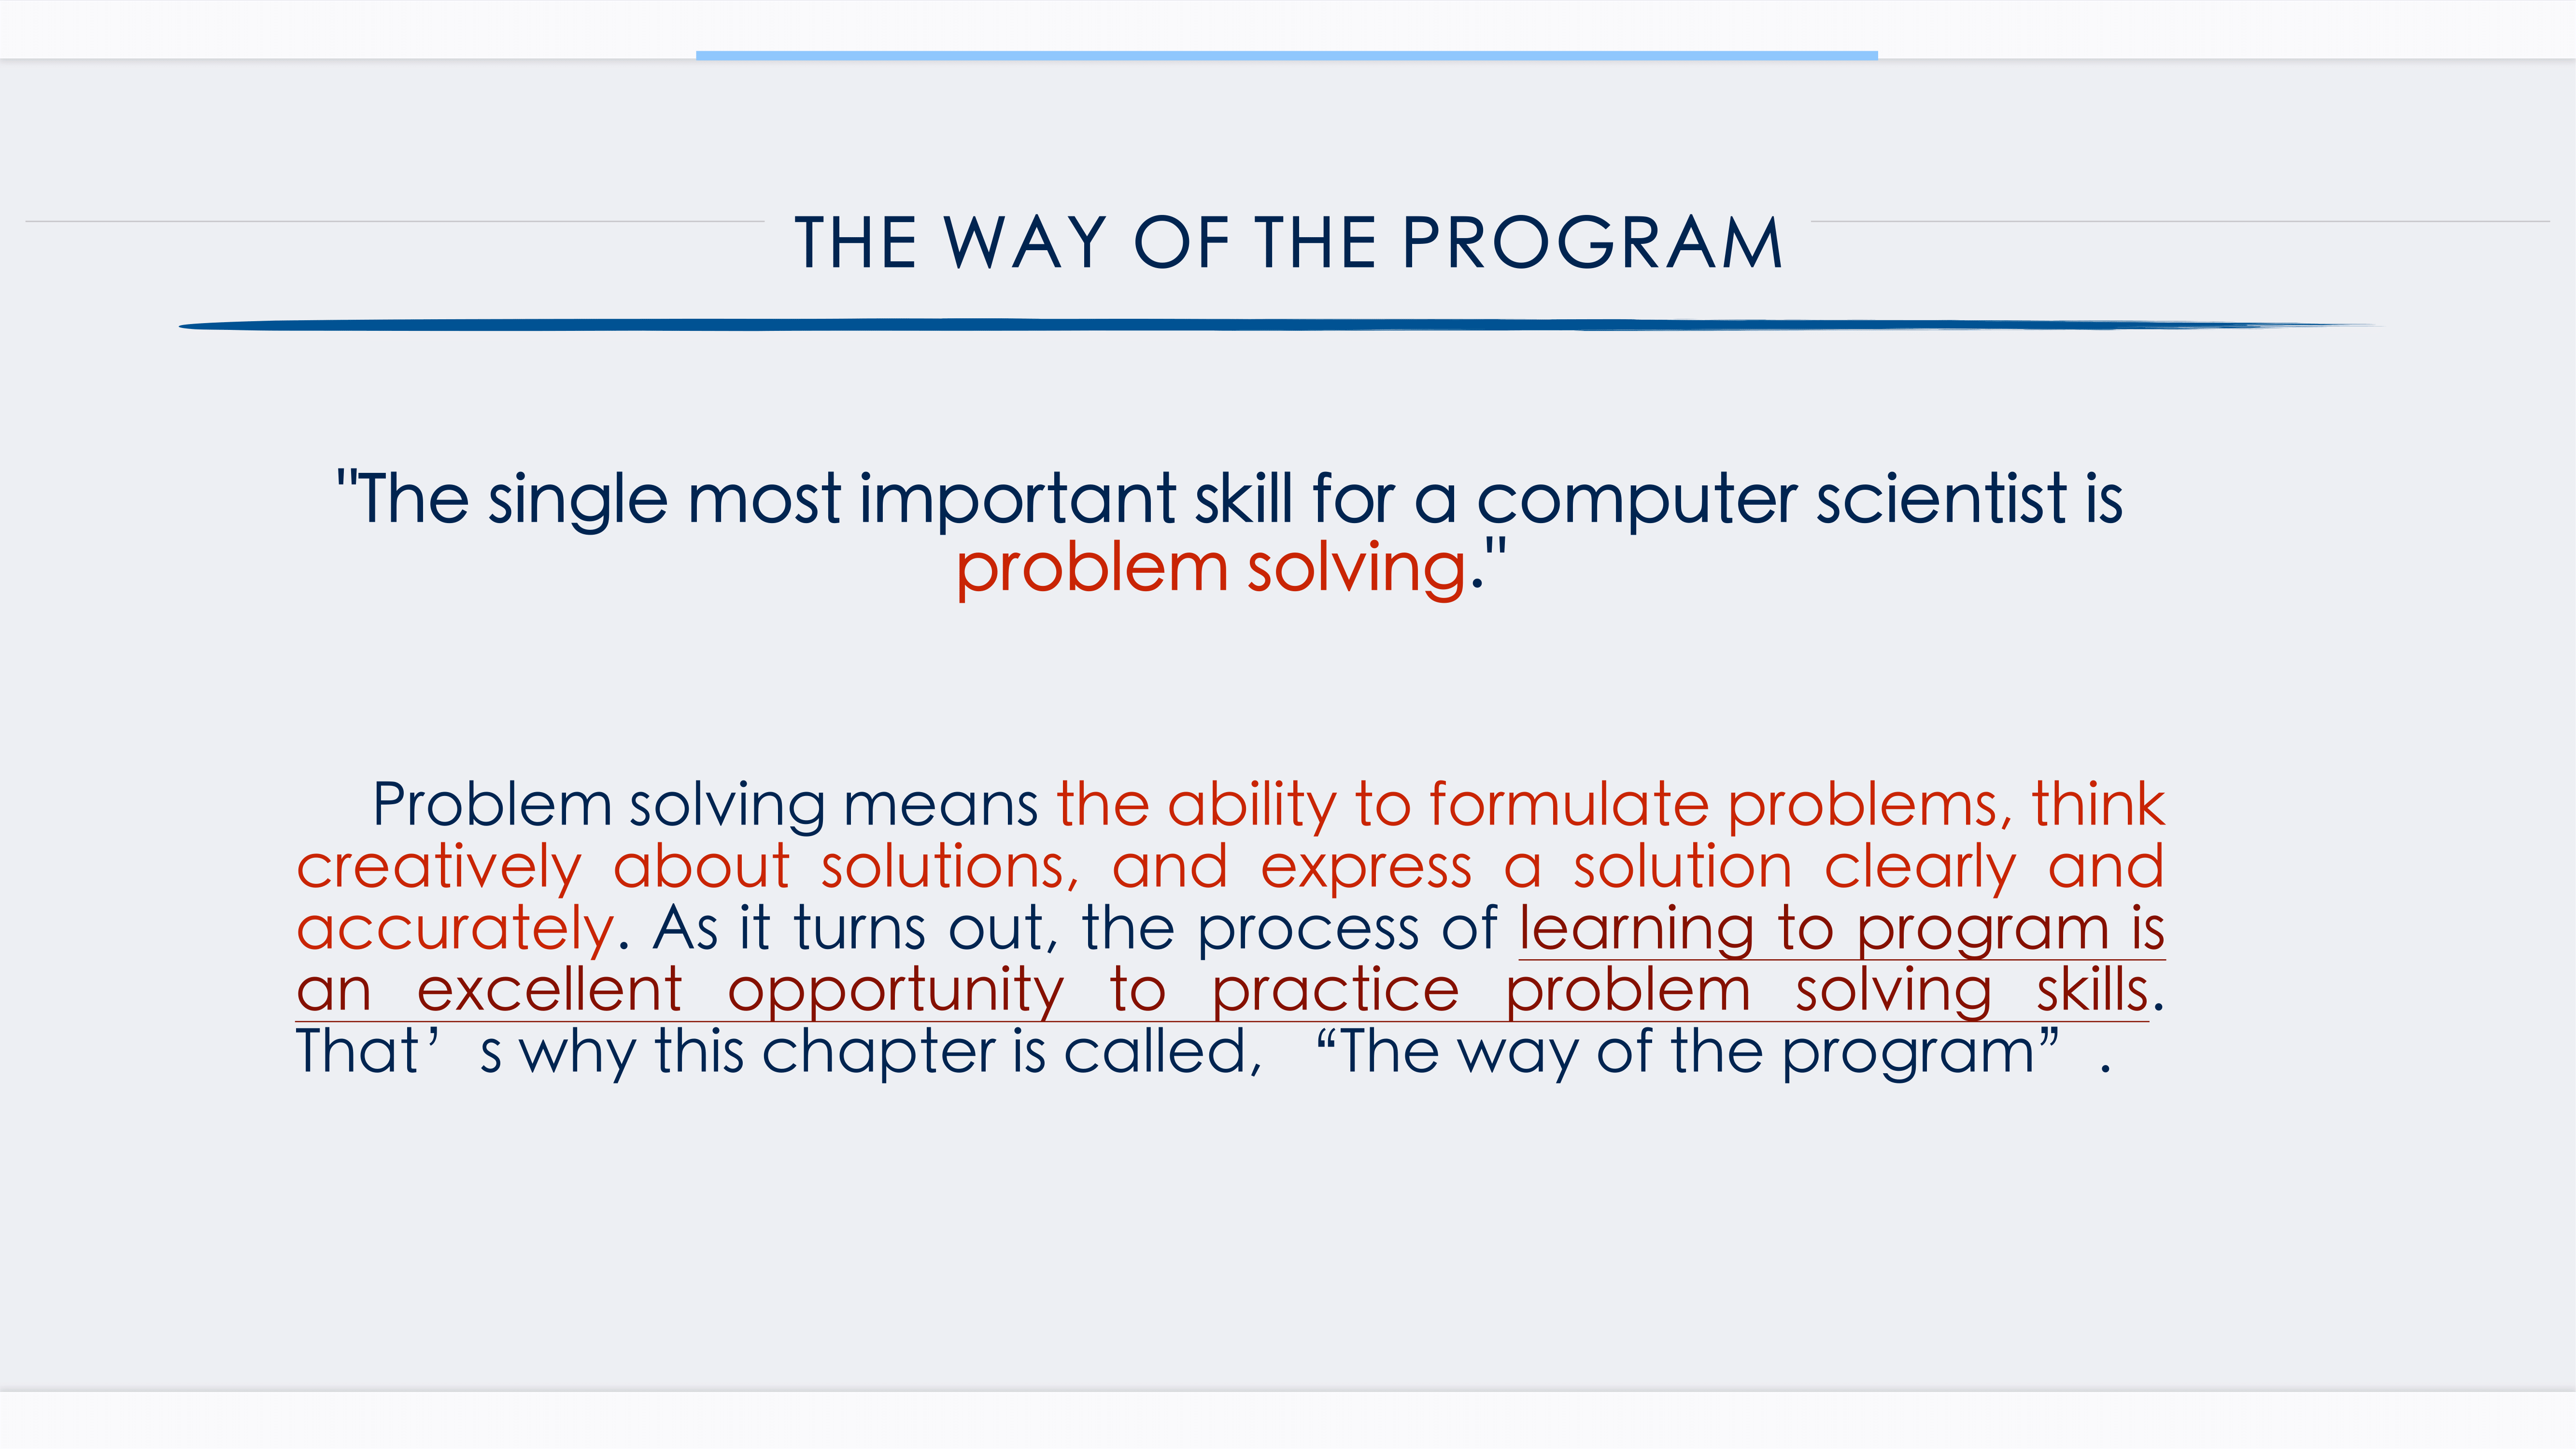 THE WAY OF THE PROGRAM
"The single most important skill for a computer scientist is
problem solving."
Problem solving means the ability to formulate problems, think
creatively about solutions, and express a solution clearly and
accurately. As it turns out, the process of learning to program is
an excellent opportunity to practice problem solving skills.
That’ s why this chapter is called, “The way of the program” .